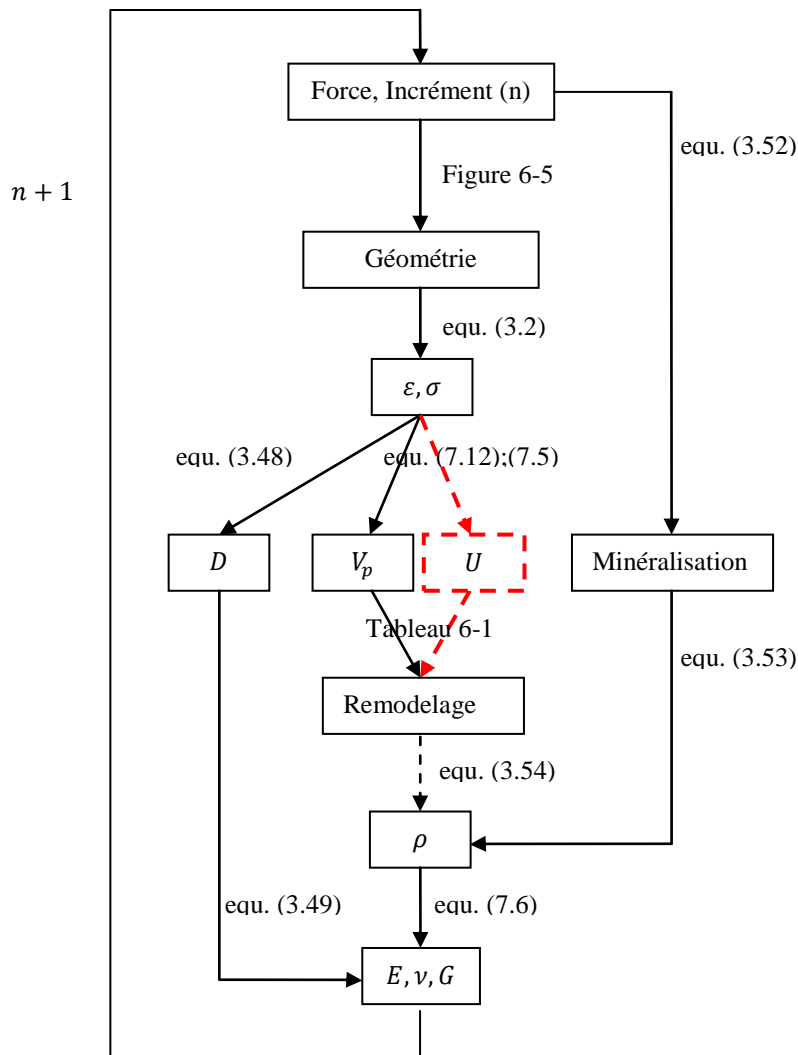 Force, Incrément (n)
equ. (3.52)
Figure 6-5
n + 1
Géométrie
equ. (3.2)
ε, σ
equ. (3.48)
equ. (7.12);(7.5)
D
V_p
U
Minéralisation
Tableau 6-1
equ. (3.53)
Remodelage
equ. (3.54)
ρ
equ. (3.49)
equ. (7.6)
E, ν, G